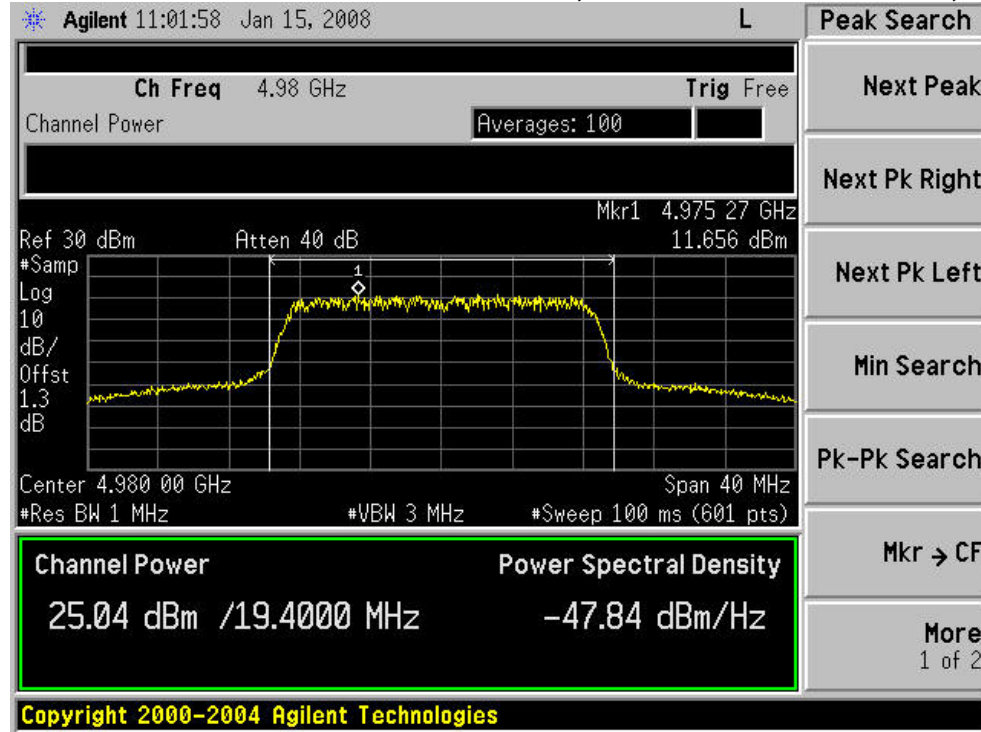 Agilent 11:01:58 Jan 15, 2008 L
Peak Search
Ch Freq 4.98 GHz Trig Free
Channel Power Averages: 100
Mkr1 4.975 27 GHz
Ref 30 dBm Atten 40 dB 11.656 dBm
#Samp
Log
10
dB/
Offst
1.3
dB
1
Center 4.980 00 GHz Span 40 MHz
#Res BW 1 MHz #VBW 3 MHz #Sweep 100 ms (601 pts)
Channel Power Power Spectral Density
25.04 dBm /19.4000 MHz -47.84 dBm/Hz
Copyright 2000-2004 Agilent Technologies
Next Peak
Next Pk Right
Next Pk Left
Min Search
Pk-Pk Search
Mkr → CF
More
1 of 2